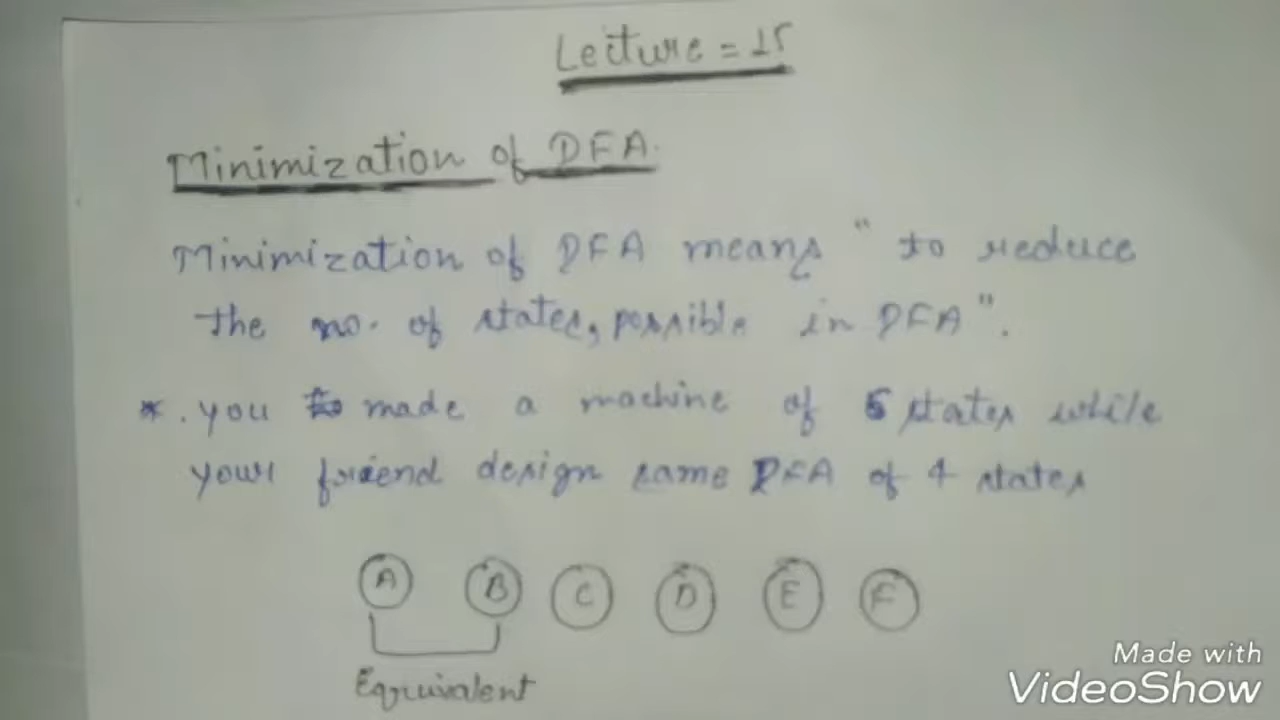 Lecture = 15
Minimization of DFA.
Minimization of DFA means " to reduce
the no. of states, possible in DFA ".
*. you made a machine of 5 states while
your friend design same DFA of 4 states
A B C D E F
Equivalent
Made with
VideoShow